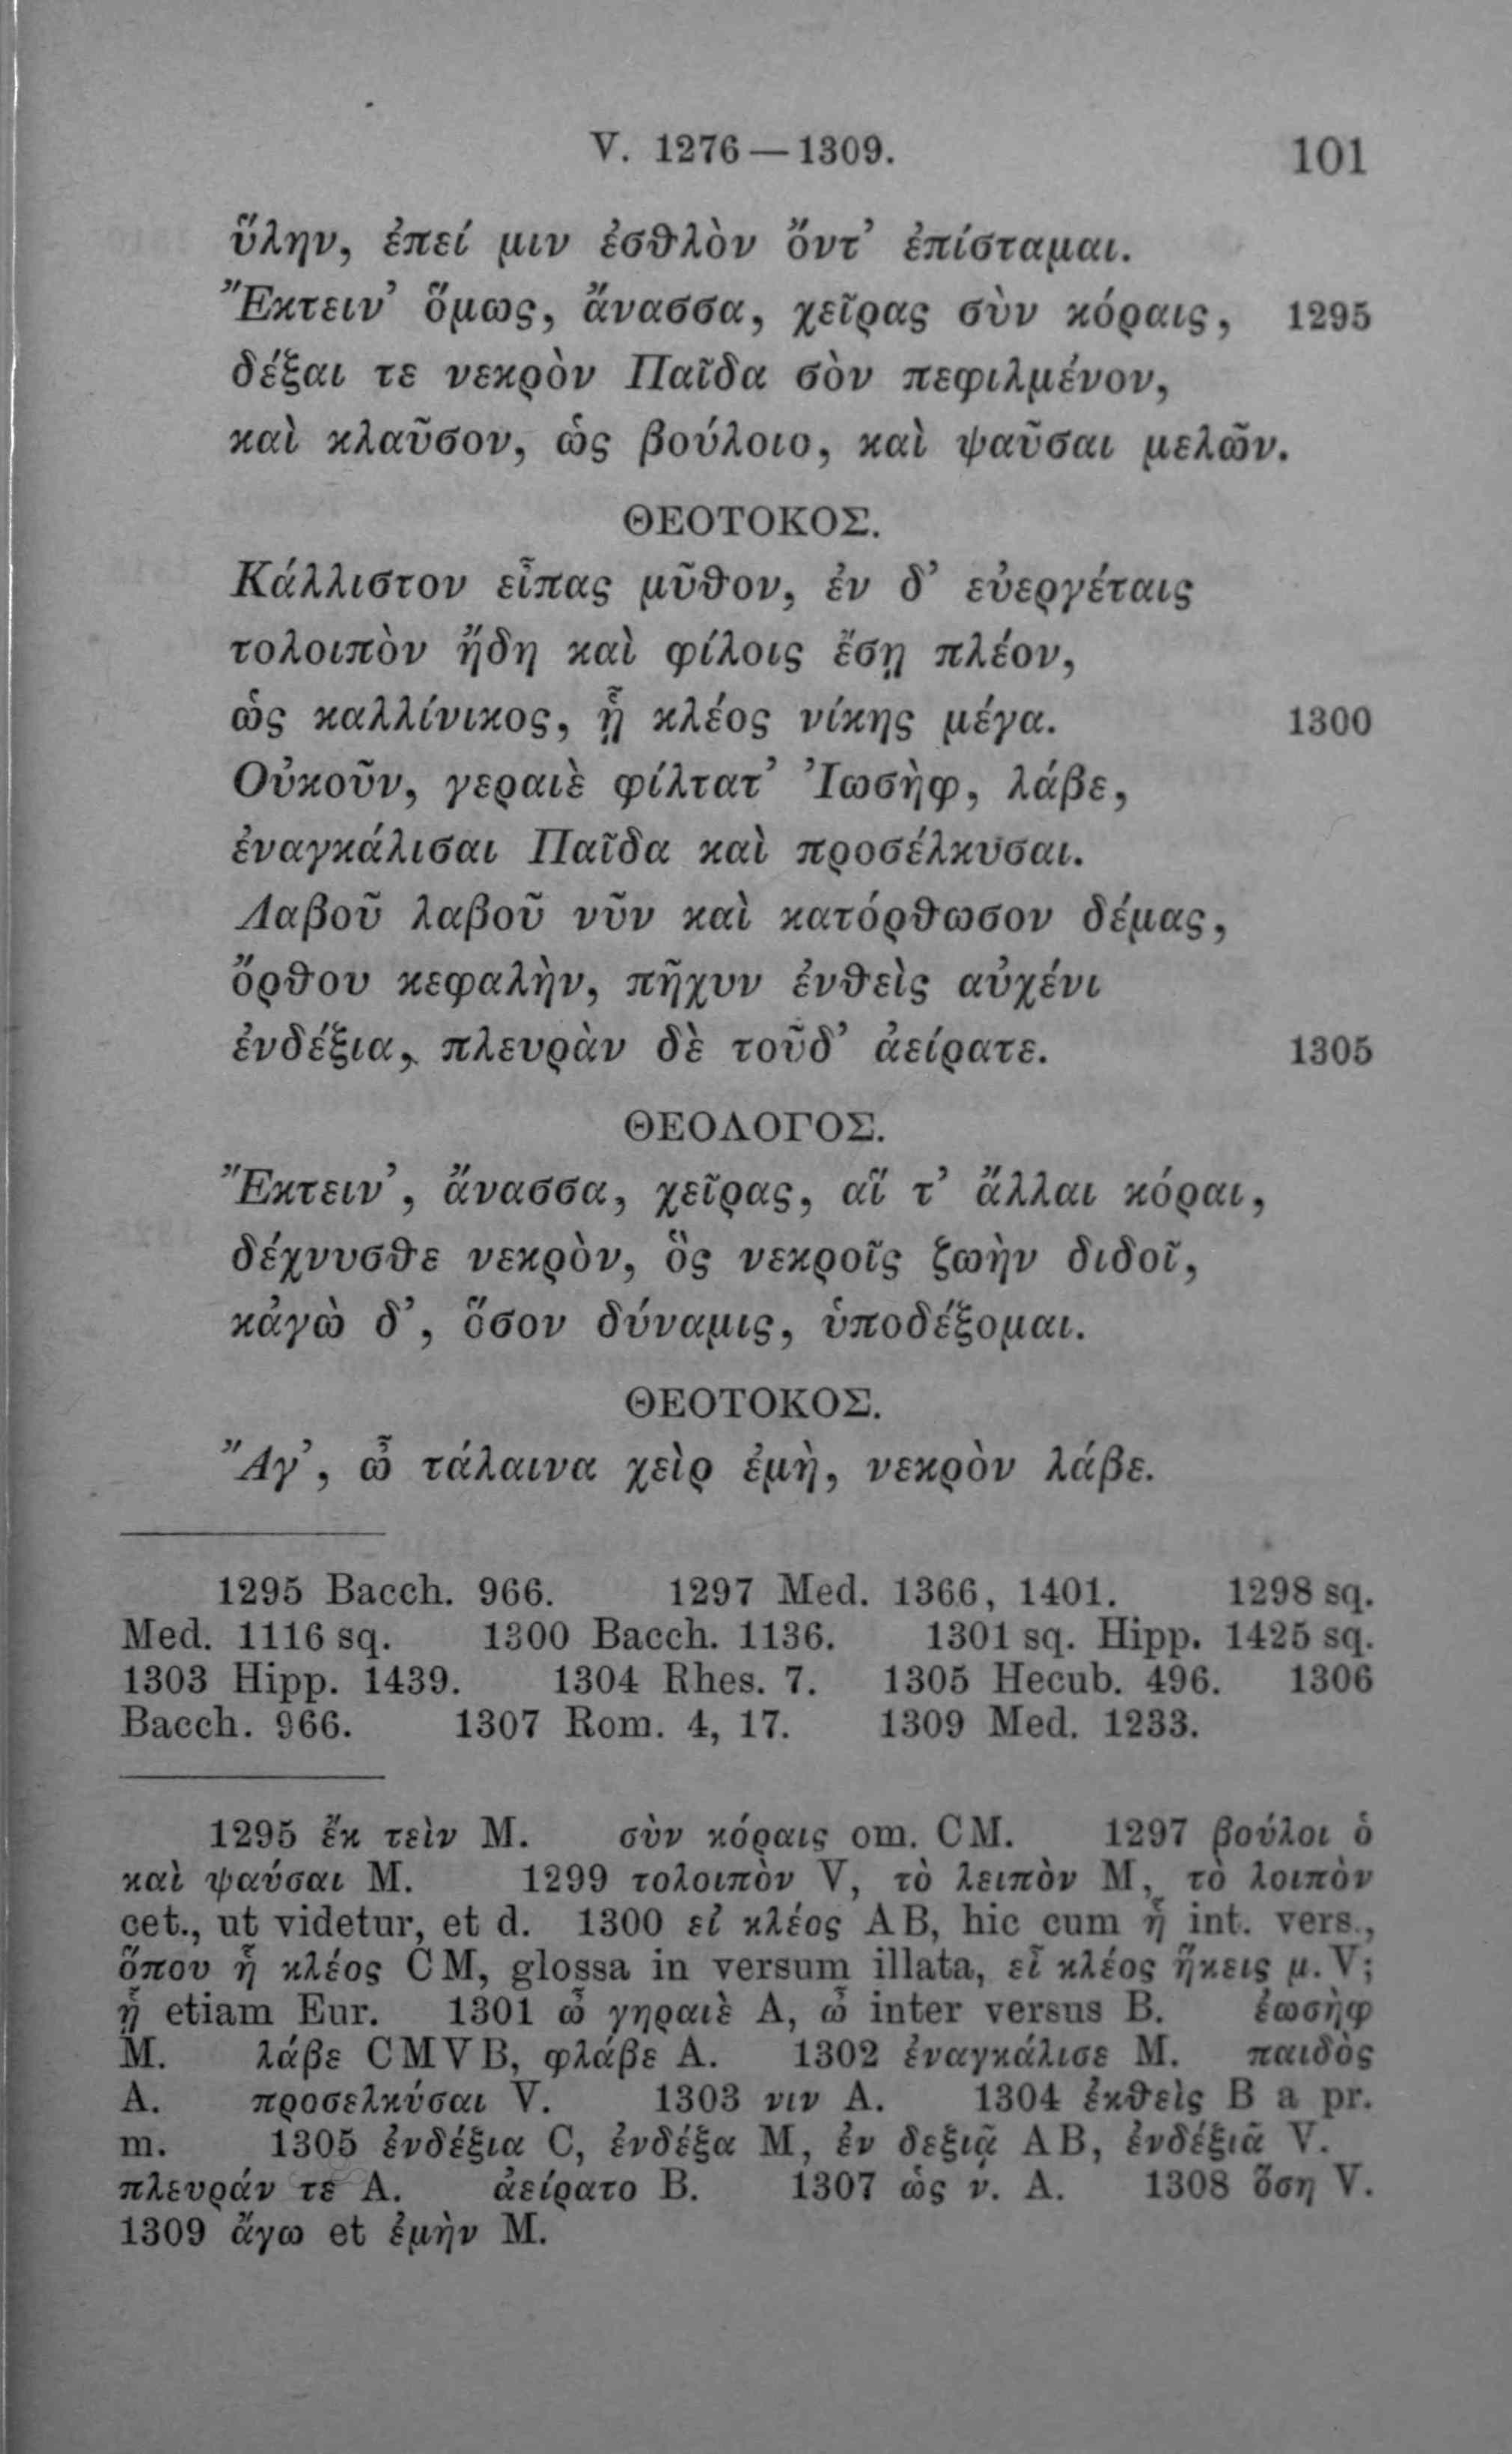 V. 1276 — 1309. 101
ὕλην, ἐπεί μιν ἐσθλὸν ὄντ’ ἐπίσταμαι.
Ἔκτειν’ ὅμως, ἄνασσα, χεῖρας σὺν κόραις, 1295
δέξαι τε νεκρὸν Παῖδα σὸν πεφιλμένον,
καὶ κλαῦσον, ὡς βούλοιο, καὶ ψαῦσαι μελῶν.
ΘΕΟΤΟΚΟΣ.
Κάλλιστον εἶπας μῦθον, ἐν δ’ εὐεργέταις
τολοιπὸν ἤδη καὶ φίλοις ἔσῃ πλέον,
ὡς καλλίνικος, ᾗ κλέος νίκης μέγα. 1300
Οὐκοῦν, γεραιὲ φίλτατ’ Ἰωσὴφ, λάβε,
ἐναγκάλισαι Παῖδα καὶ προσέλκυσαι.
Λαβοῦ λαβοῦ νῦν καὶ κατόρθωσον δέμας,
ὄρθου κεφαλὴν, πῆχυν ἐνθεὶς αὐχένι
ἐνδέξια, πλευρὰν δὲ τοῦδ’ ἀείρατε. 1305
ΘΕΟΛΟΓΟΣ.
Ἔκτειν’, ἄνασσα, χεῖρας, αἵ τ’ ἄλλαι κόραι,
δέχνυσθε νεκρὸν, ὃς νεκροῖς ζωὴν διδοῖ,
κἀγὼ δ’, ὅσον δύναμις, ὑποδέξομαι.
ΘΕΟΤΟΚΟΣ.
Ἄγ’, ὦ τάλαινα χεὶρ ἐμὴ, νεκρὸν λάβε.
1295 Bacch. 966. 1297 Med. 1366, 1401. 1298 sq.
Med. 1116 sq. 1300 Bacch. 1136. 1301 sq. Hipp. 1425 sq.
1303 Hipp. 1439. 1304 Rhes. 7. 1305 Hecub. 496. 1306
Bacch. 966. 1307 Rom. 4, 17. 1309 Med. 1233.
1295 ἔκ τεὶν M. σὺν κόραις om. CM. 1297 βούλοι ὁ
καὶ ψαύσαι M. 1299 τολοιπὸν V, τὸ λειπὸν M, τὸ λοιπὸν
cet., ut videtur, et d. 1300 εἰ κλέος AB, hic cum ᾗ int. vers.,
ὅπου ᾗ κλέος CM, glossa in versum illata, εἶ κλέος ἥκεις μ. V;
ᾗ etiam Eur. 1301 ὦ γηραιὲ A, ὦ inter versus B. ἐωσὴφ
M. λάβε CMVB, φλάβε A. 1302 ἐναγκάλισε M. παιδὸς
A. προσελκύσαι V. 1303 νιν A. 1304 ἐκθεὶς B a pr.
m. 1305 ἐνδέξια C, ἐνδέξα M, ἐν δεξιᾷ AB, ἐνδέξιᾶ V.
πλευράν τε A. ἀείρατο B. 1307 ὡς ν. A. 1308 ὅση V.
1309 ἄγω et ἐμὴν M.